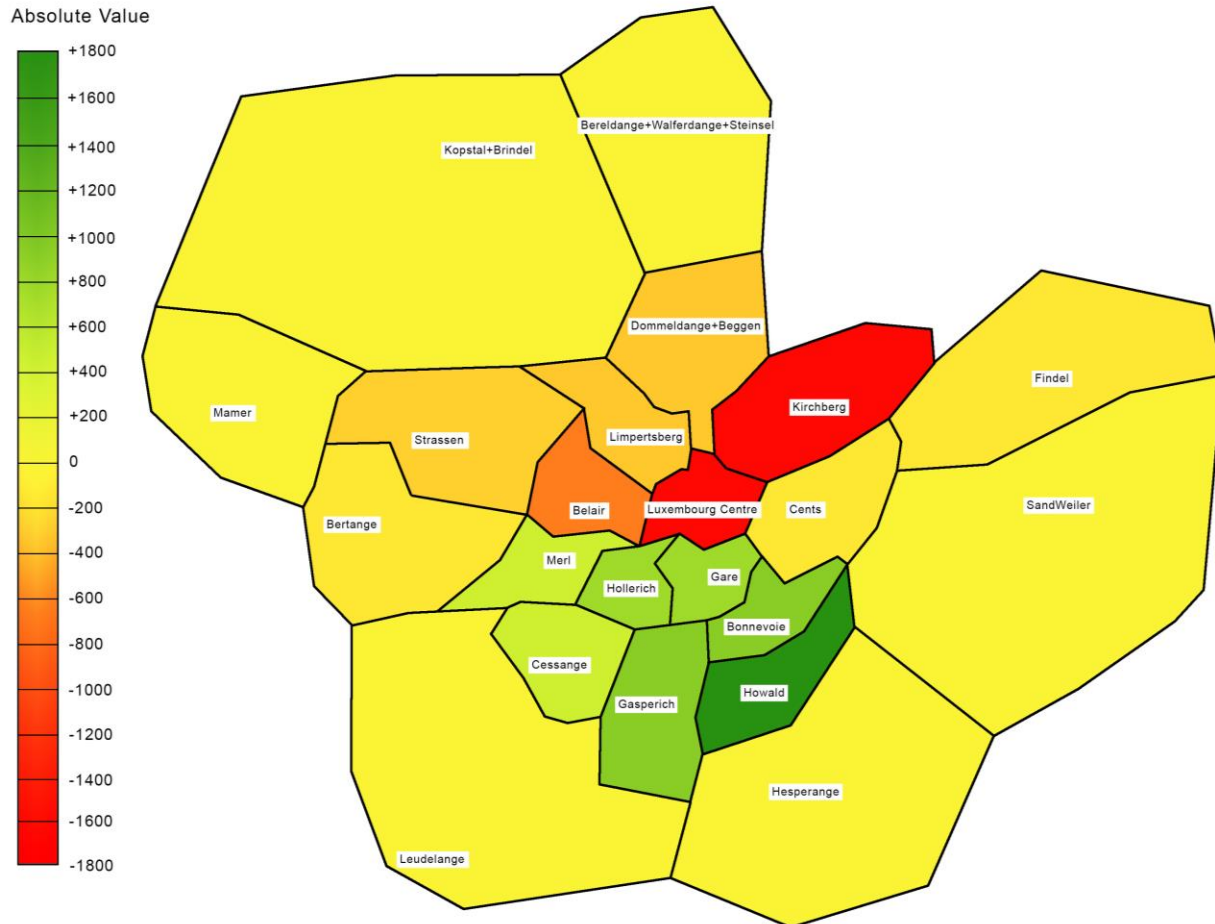 Absolute Value
+1800
+1600
+1400
+1200
+1000
+800
+600
+400
+200
0
-200
-400
-600
-800
-1000
-1200
-1400
-1600
-1800
Bereldange+Walferdange+Steinsel
Kopstal+Brindel
Dommeldange+Beggen
Findel
Kirchberg
Mamer
Strassen
Limpertsberg
SandWeiler
Belair
Luxembourg Centre
Cents
Bertange
Merl
Gare
Hollerich
Bonnevoie
Cessange
Howald
Gasperich
Hesperange
Leudelange